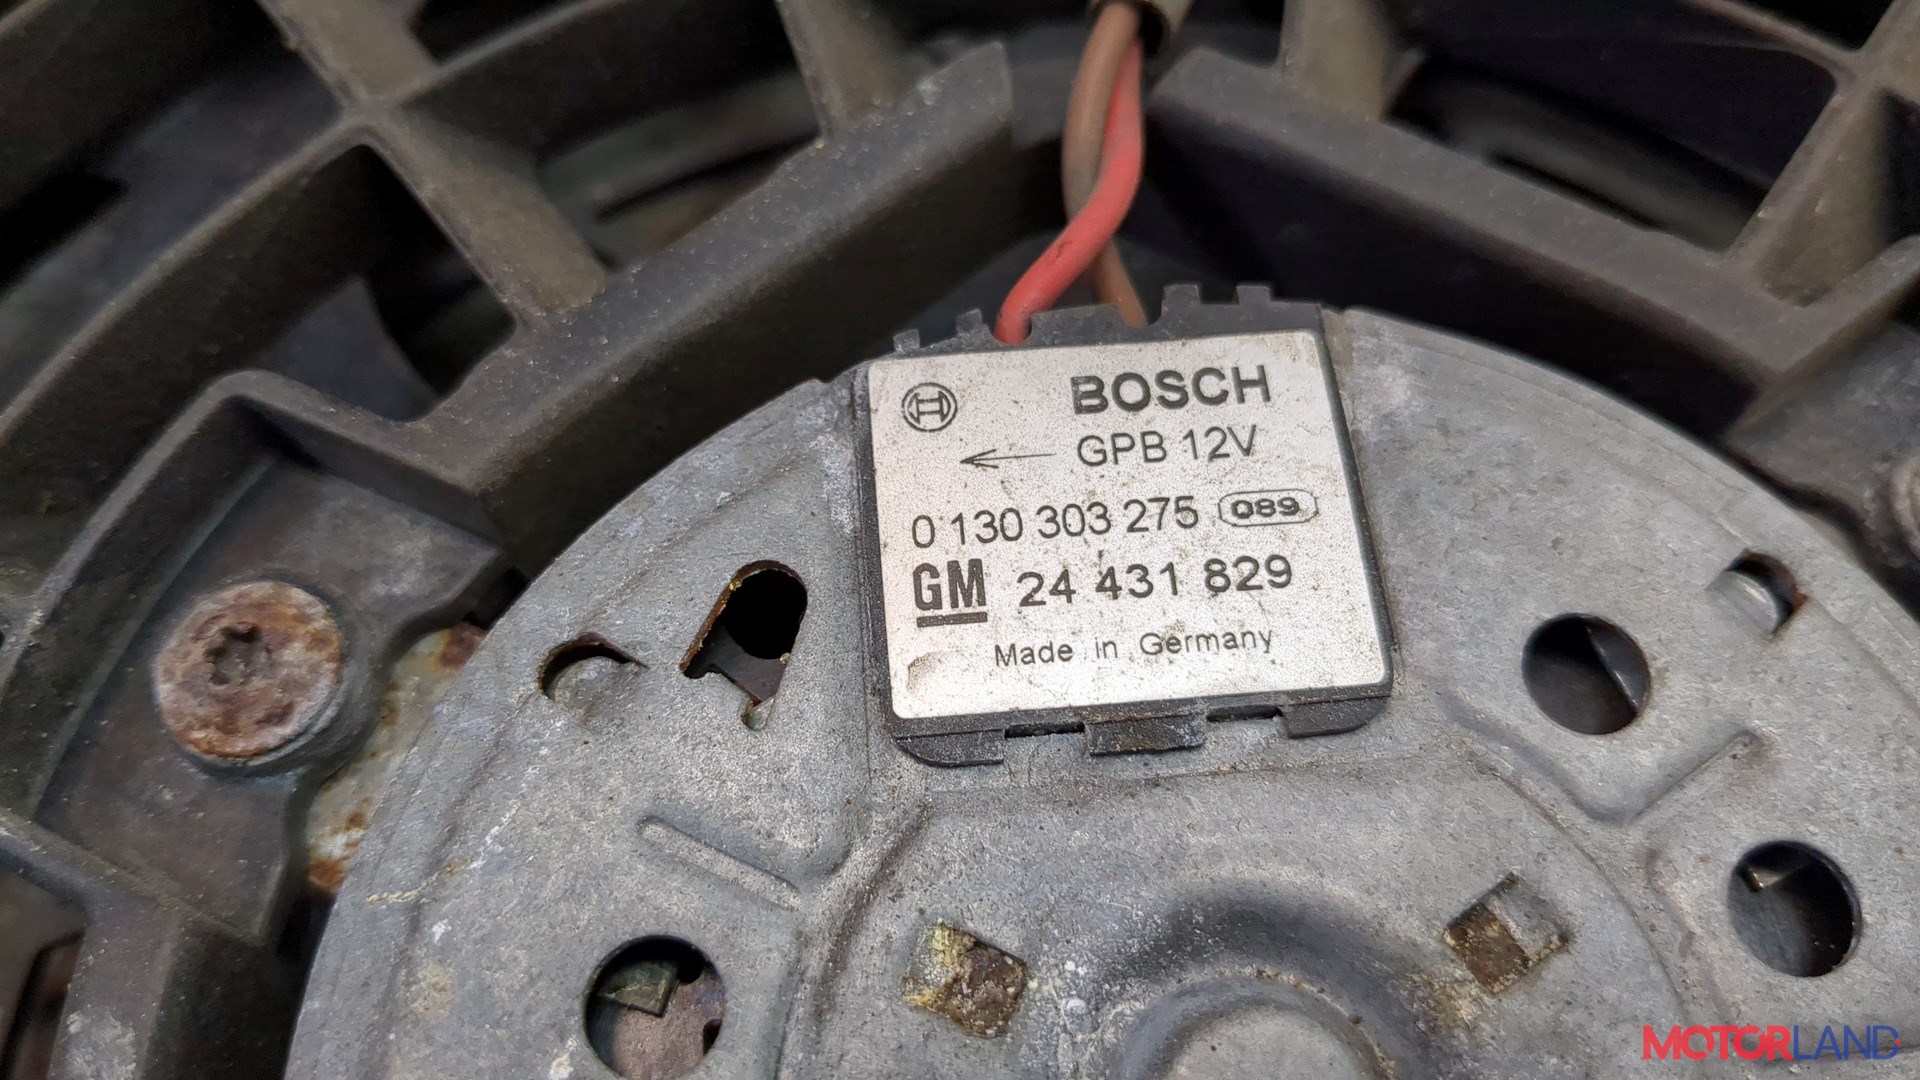 BOSCH
GPB 12V
0 130 303 275 089
GM 24 431 829
Made in Germany
MOTORLAND